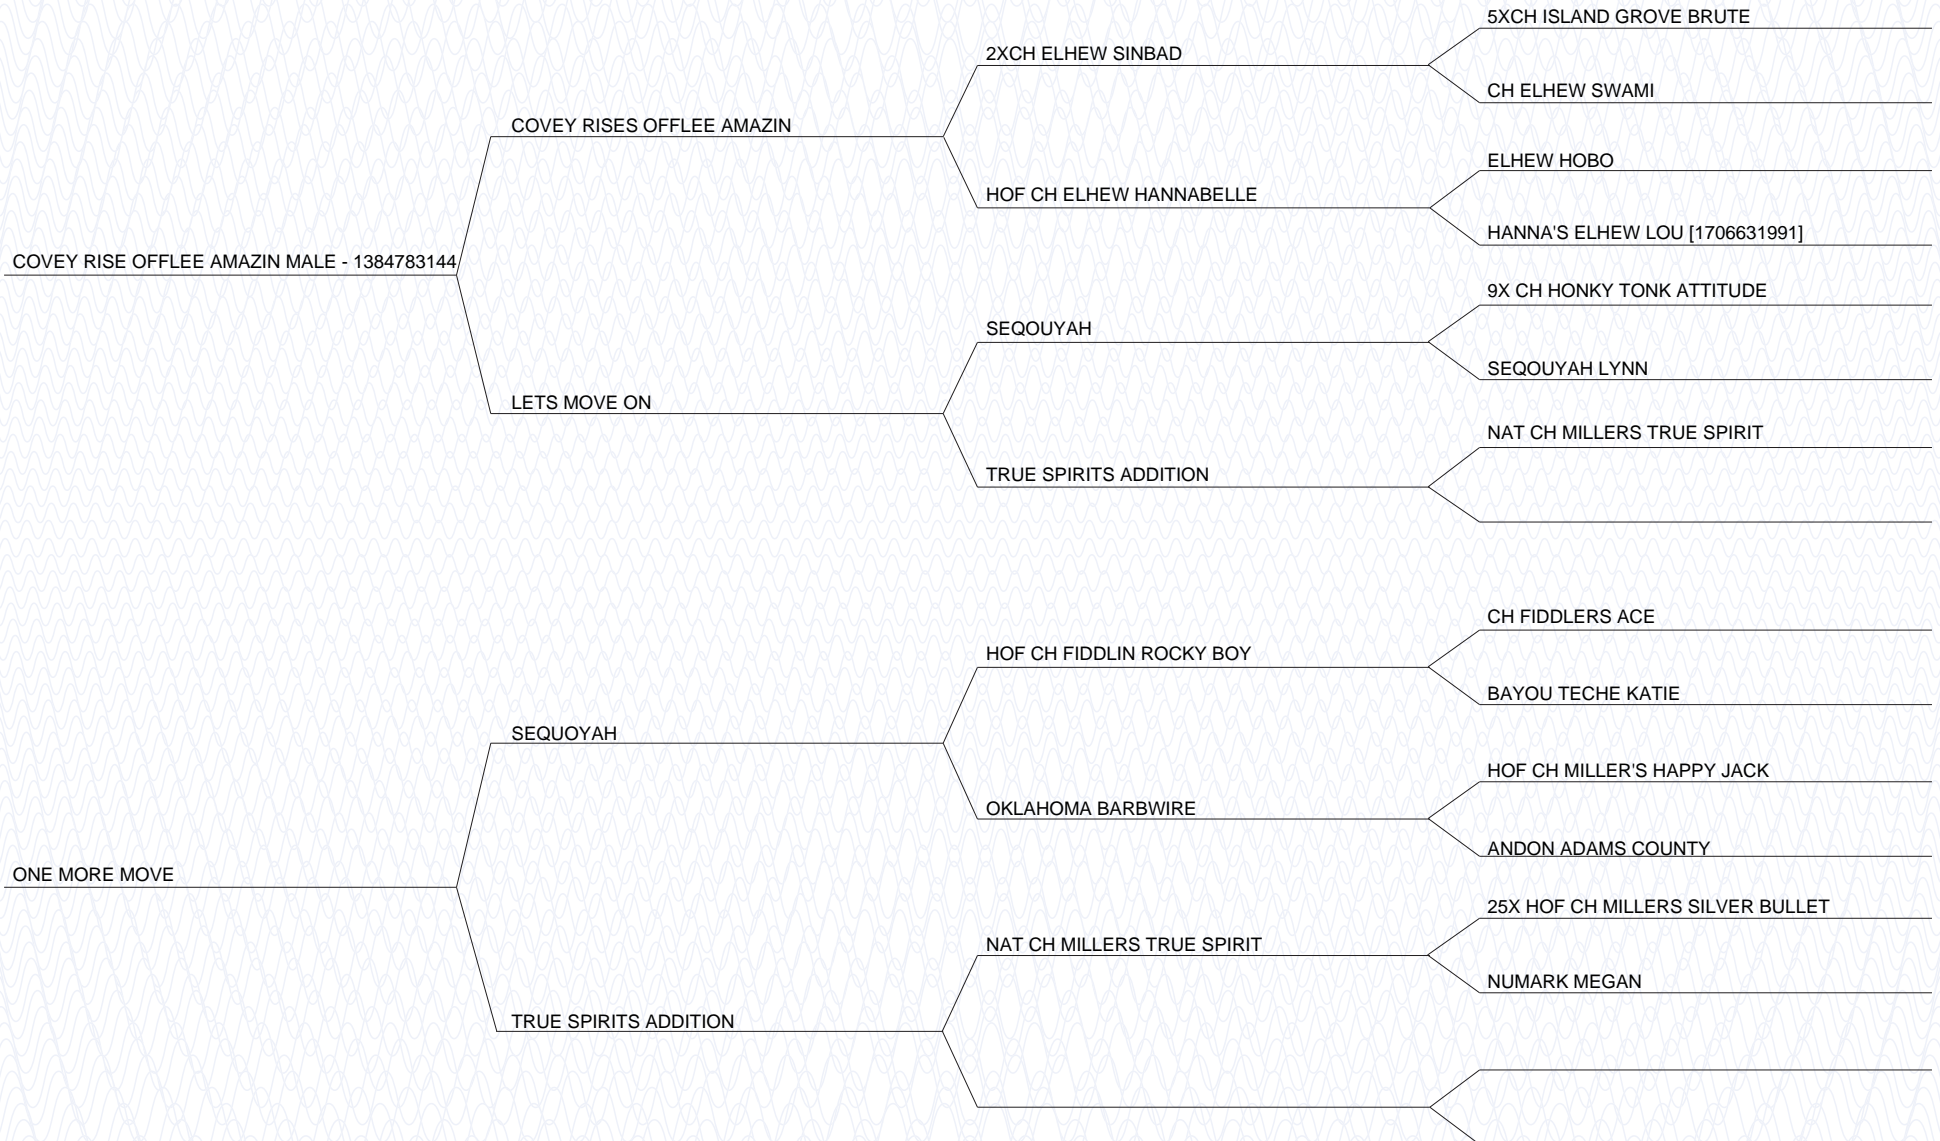 5XCH ISLAND GROVE BRUTE
2XCH ELHEW SINBAD
CH ELHEW SWAMI
COVEY RISES OFFLEE AMAZIN
ELHEW HOBO
HOF CH ELHEW HANNABELLE
HANNA'S ELHEW LOU [1706631991]
COVEY RISE OFFLEE AMAZIN MALE - 1384783144
9X CH HONKY TONK ATTITUDE
SEQOUYAH
SEQOUYAH LYNN
LETS MOVE ON
NAT CH MILLERS TRUE SPIRIT
TRUE SPIRITS ADDITION
CH FIDDLERS ACE
HOF CH FIDDLIN ROCKY BOY
BAYOU TECHE KATIE
SEQUOYAH
HOF CH MILLER'S HAPPY JACK
OKLAHOMA BARBWIRE
ANDON ADAMS COUNTY
ONE MORE MOVE
25X HOF CH MILLERS SILVER BULLET
NAT CH MILLERS TRUE SPIRIT
NUMARK MEGAN
TRUE SPIRITS ADDITION